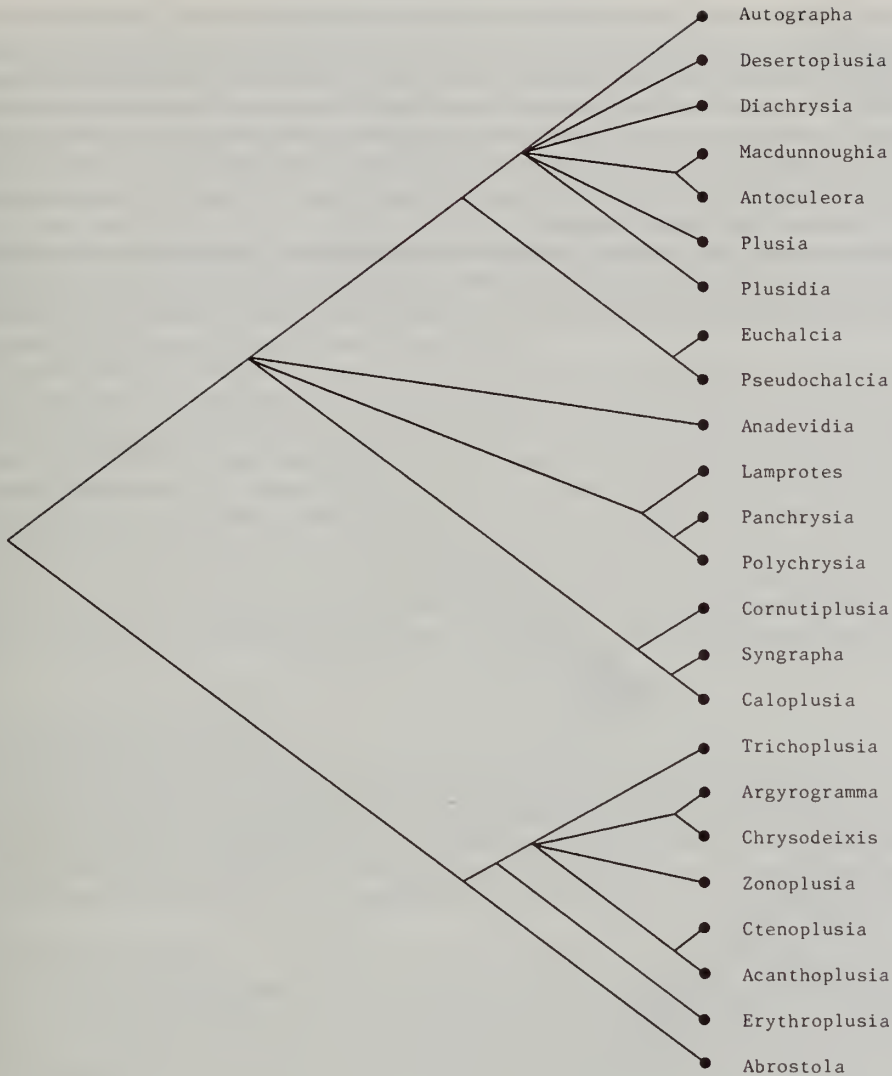 Autographa
Desertoplusia
Diachrysia
Macdunnoughia
Antoculeora
Plusia
Plusidia
Euchalcia
Pseudochalcia
Anadevidia
Lamprotes
Panchrysia
Polychrysia
Cornutiplusia
Syngrapha
Caloplusia
Trichoplusia
Argyrogramma
Chrysodeixis
Zonoplusia
Ctenoplusia
Acanthoplusia
Erythroplusia
Abrostola